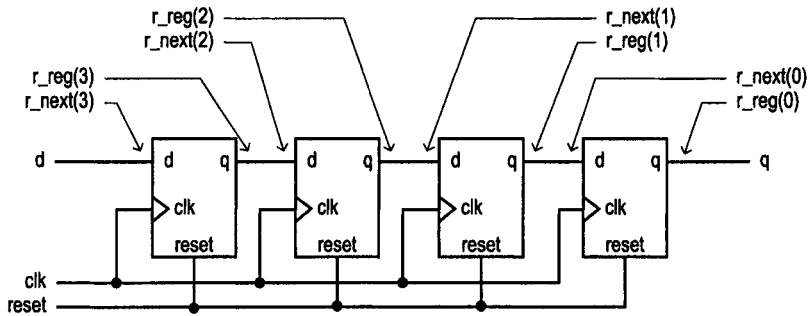 r_reg(2)
r_next(2)
r_next(1)
r_reg(1)
r_reg(3)
r_next(3)
r_next(0)
r_reg(0)
d
d q
d q
d q
d q
q
clk
clk
clk
clk
reset
reset
reset
reset
clk
reset